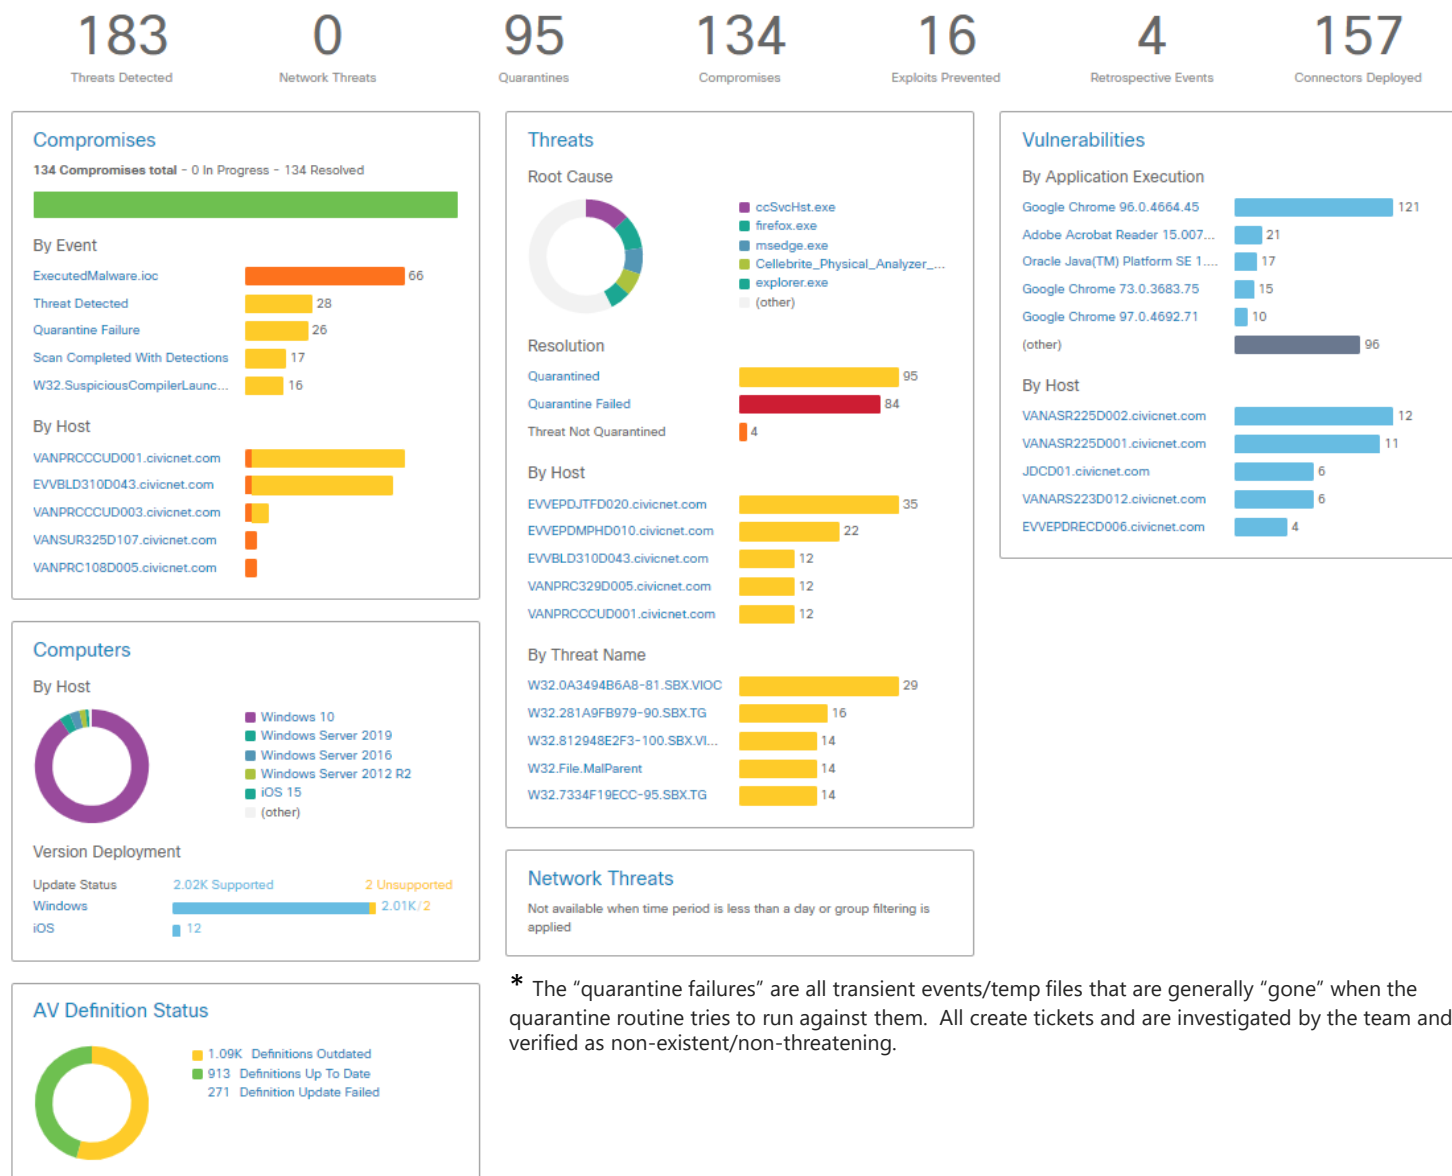 183
Threats Detected
0
Network Threats
95
Quarantines
134
Compromises
16
Exploits Prevented
4
Retrospective Events
157
Connectors Deployed
Compromises
134 Compromises total - 0 In Progress - 134 Resolved
By Event
ExecutedMalware.ioc 66
Threat Detected 28
Quarantine Failure 26
Scan Completed With Detections 17
W32.SuspiciousCompilerLaunc... 16
By Host
VANPRCCCUD001.civicnet.com
EVVBLD310D043.civicnet.com
VANPRCCCUD003.civicnet.com
VANSUR325D107.civicnet.com
VANPRC108D005.civicnet.com
Computers
By Host
Windows 10
Windows Server 2019
Windows Server 2016
Windows Server 2012 R2
iOS 15
(other)
Version Deployment
Update Status 2.02K Supported 2 Unsupported
Windows 2.01K/2
iOS 12
AV Definition Status
1.09K Definitions Outdated
913 Definitions Up To Date
271 Definition Update Failed
Threats
Root Cause
ccSvcHst.exe
firefox.exe
msedge.exe
Cellebrite_Physical_Analyzer_...
explorer.exe
(other)
Resolution
Quarantined 95
Quarantine Failed 84
Threat Not Quarantined 4
By Host
EVVEPDJTFD020.civicnet.com 35
EVVEPDMPHD010.civicnet.com 22
EVVBLD310D043.civicnet.com 12
VANPRC329D005.civicnet.com 12
VANPRCCCUD001.civicnet.com 12
By Threat Name
W32.0A3494B6A8-81.SBX.VIOC 29
W32.281A9FB979-90.SBX.TG 16
W32.812948E2F3-100.SBX.VI... 14
W32.File.MalParent 14
W32.7334F19ECC-95.SBX.TG 14
Network Threats
Not available when time period is less than a day or group filtering is
applied
* The “quarantine failures” are all transient events/temp files that are generally “gone” when the
quarantine routine tries to run against them. All create tickets and are investigated by the team and
verified as non-existent/non-threatening.
Vulnerabilities
By Application Execution
Google Chrome 96.0.4664.45 121
Adobe Acrobat Reader 15.007... 21
Oracle Java(TM) Platform SE 1.... 17
Google Chrome 73.0.3683.75 15
Google Chrome 97.0.4692.71 10
(other) 96
By Host
VANASR225D002.civicnet.com 12
VANASR225D001.civicnet.com 11
JDCD01.civicnet.com 6
VANARS223D012.civicnet.com 6
EVVEPDRECD006.civicnet.com 4